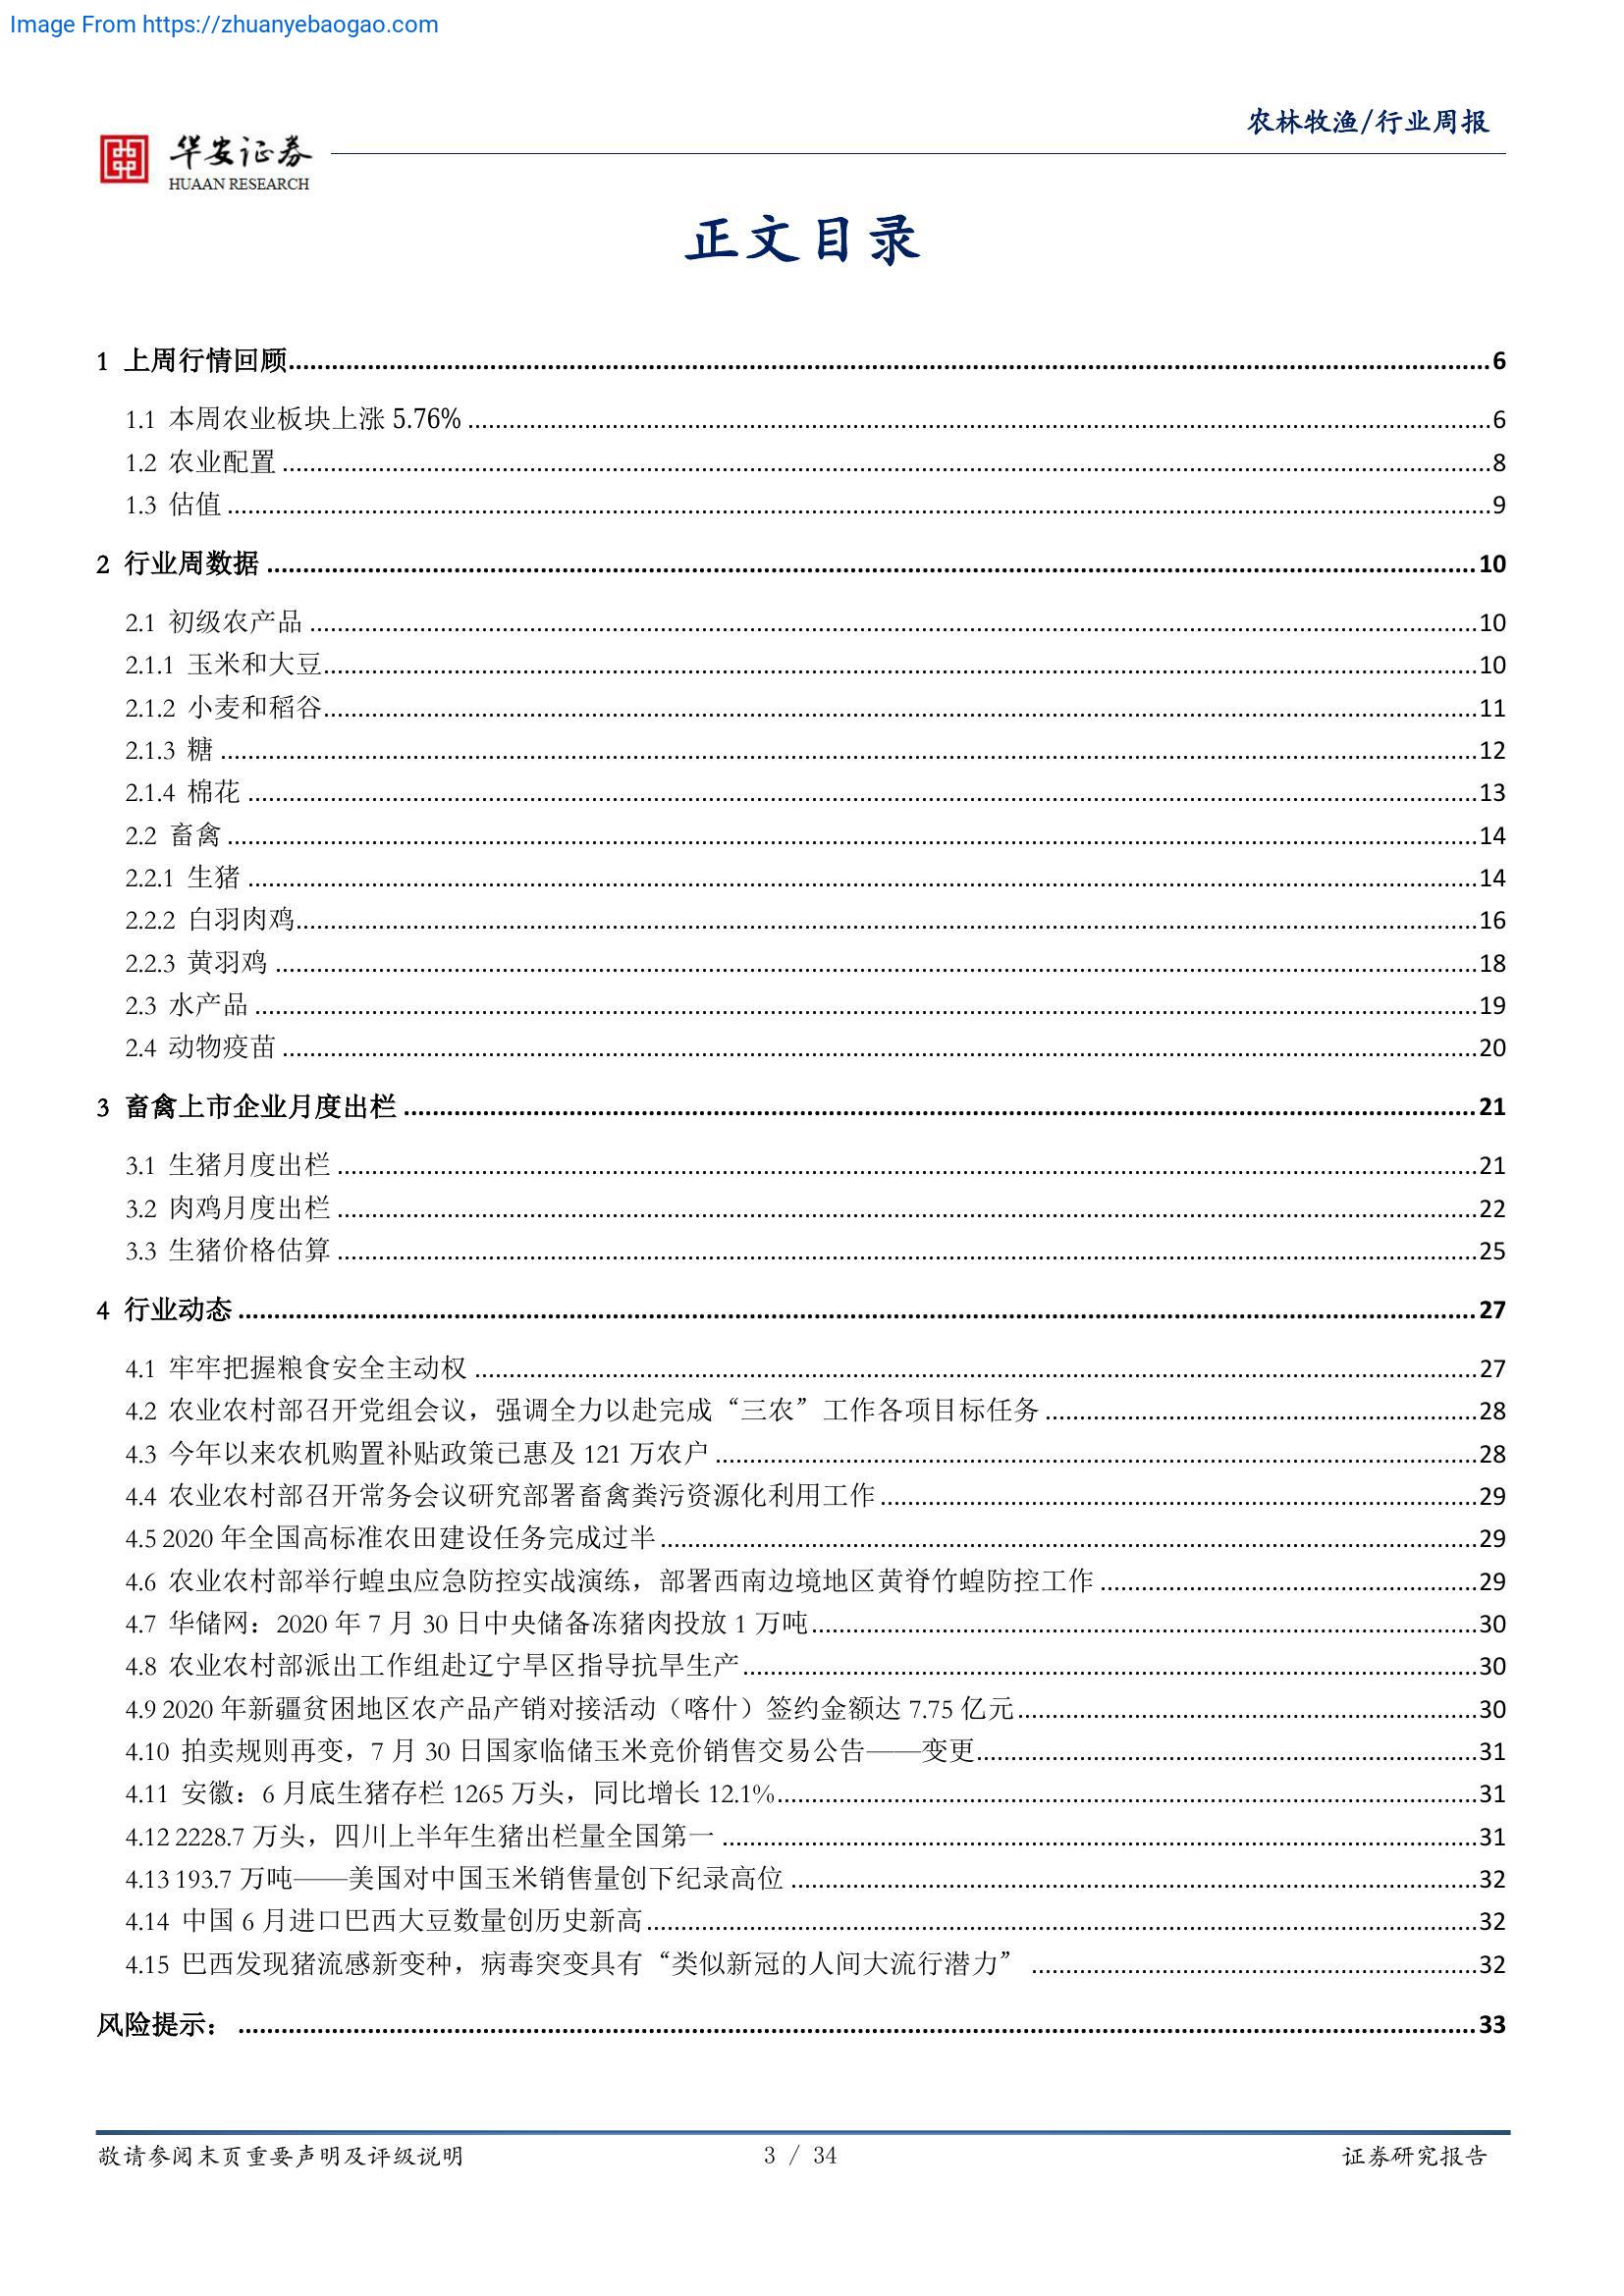 Image From https://zhuanyebaogao.com
农林牧渔/行业周报
华安证券
HUAAN RESEARCH
正文目录
1 上周行情回顾 6
1.1 本周农业板块上涨 5.76% 6
1.2 农业配置 8
1.3 估值 9
2 行业周数据 10
2.1 初级农产品 10
2.1.1 玉米和大豆 10
2.1.2 小麦和稻谷 11
2.1.3 糖 12
2.1.4 棉花 13
2.2 畜禽 14
2.2.1 生猪 14
2.2.2 白羽肉鸡 16
2.2.3 黄羽鸡 18
2.3 水产品 19
2.4 动物疫苗 20
3 畜禽上市企业月度出栏 21
3.1 生猪月度出栏 21
3.2 肉鸡月度出栏 22
3.3 生猪价格估算 25
4 行业动态 27
4.1 牢牢把握粮食安全主动权 27
4.2 农业农村部召开党组会议，强调全力以赴完成“三农”工作各项目标任务 28
4.3 今年以来农机购置补贴政策已惠及 121 万农户 28
4.4 农业农村部召开常务会议研究部署畜禽粪污资源化利用工作 29
4.5 2020 年全国高标准农田建设任务完成过半 29
4.6 农业农村部举行蝗虫应急防控实战演练，部署西南边境地区黄脊竹蝗防控工作 29
4.7 华储网：2020 年 7 月 30 日中央储备冻猪肉投放 1 万吨 30
4.8 农业农村部派出工作组赴辽宁旱区指导抗旱生产 30
4.9 2020 年新疆贫困地区农产品产销对接活动（喀什）签约金额达 7.75 亿元 30
4.10 拍卖规则再变，7 月 30 日国家临储玉米竞价销售交易公告——变更 31
4.11 安徽：6 月底生猪存栏 1265 万头，同比增长 12.1% 31
4.12 2228.7 万头，四川上半年生猪出栏量全国第一 31
4.13 193.7 万吨——美国对中国玉米销售量创下纪录高位 32
4.14 中国 6 月进口巴西大豆数量创历史新高 32
4.15 巴西发现猪流感新变种，病毒突变具有“类似新冠的人间大流行潜力” 32
风险提示： 33
敬请参阅末页重要声明及评级说明 3 / 34 证券研究报告